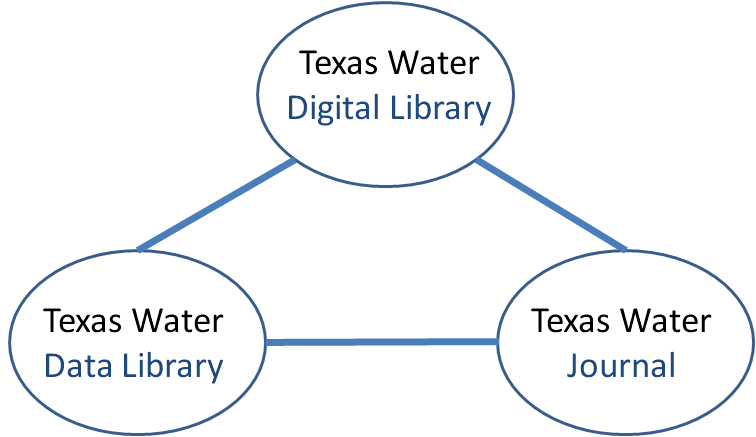 Texas Water
Digital Library
Texas Water
Data Library
Texas Water
Journal